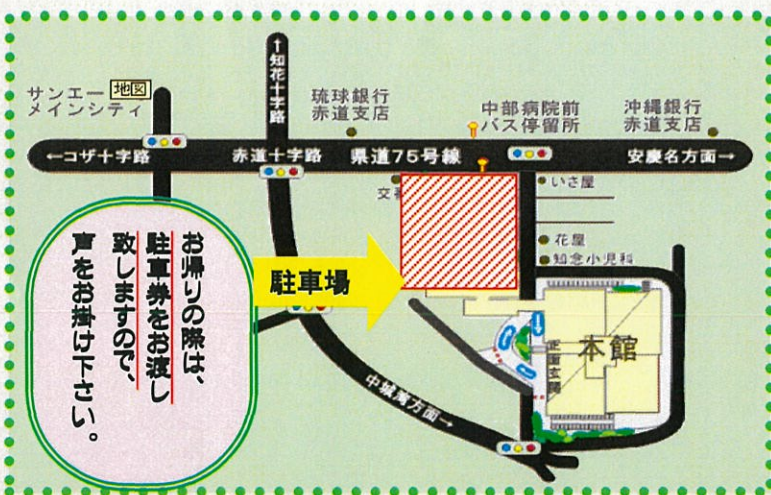 サンエー
メインシティ
地図
↑知花十字路
琉球銀行
赤道支店
中部病院前
バス停留所
沖縄銀行
赤道支店
←コザ十字路
赤道十字路
県道75号線
安慶名方面→
いさ屋
花屋
知念小児科
駐車場
お帰りの際は、
駐車券をお渡し
致しますので、
声をお掛け下さい。
正面玄関
本館
中城湾方面→